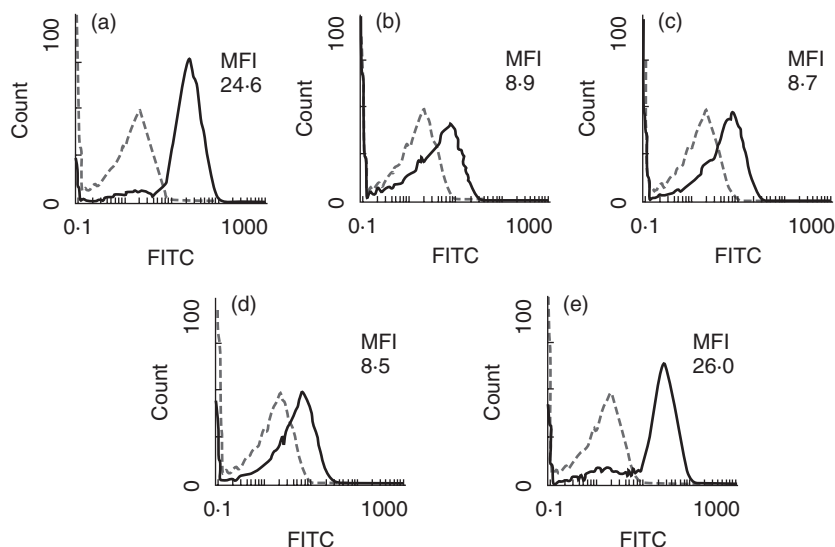 (a)
100
MFI
24·6
Count
0
0·1
1000
FITC
(b)
100
MFI
8·9
Count
0
0·1
1000
FITC
(c)
100
MFI
8·7
Count
0
0·1
1000
FITC
(d)
100
MFI
8·5
Count
0
0·1
1000
FITC
(e)
100
MFI
26·0
Count
0
0·1
1000
FITC